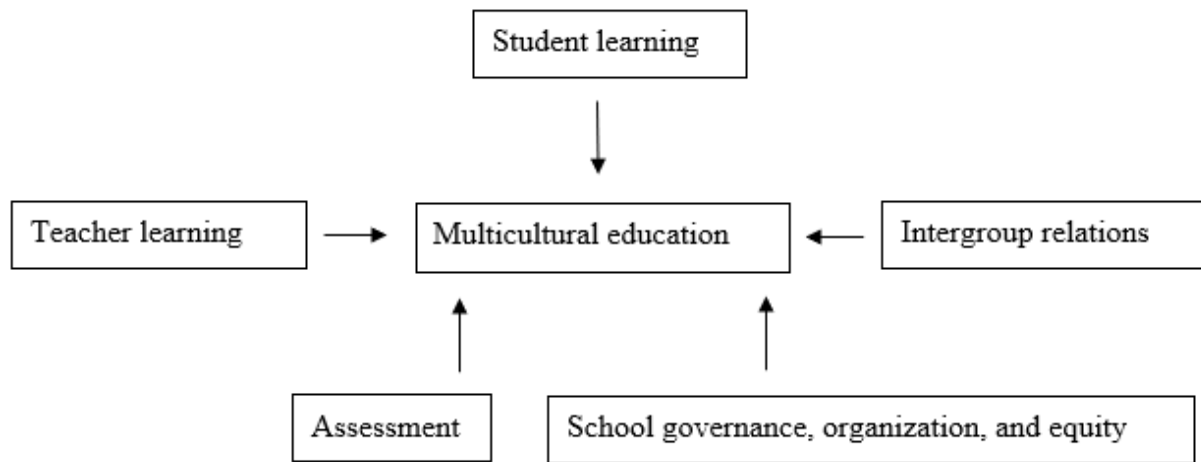 Student learning
Teacher learning
Multicultural education
Intergroup relations
Assessment
School governance, organization, and equity